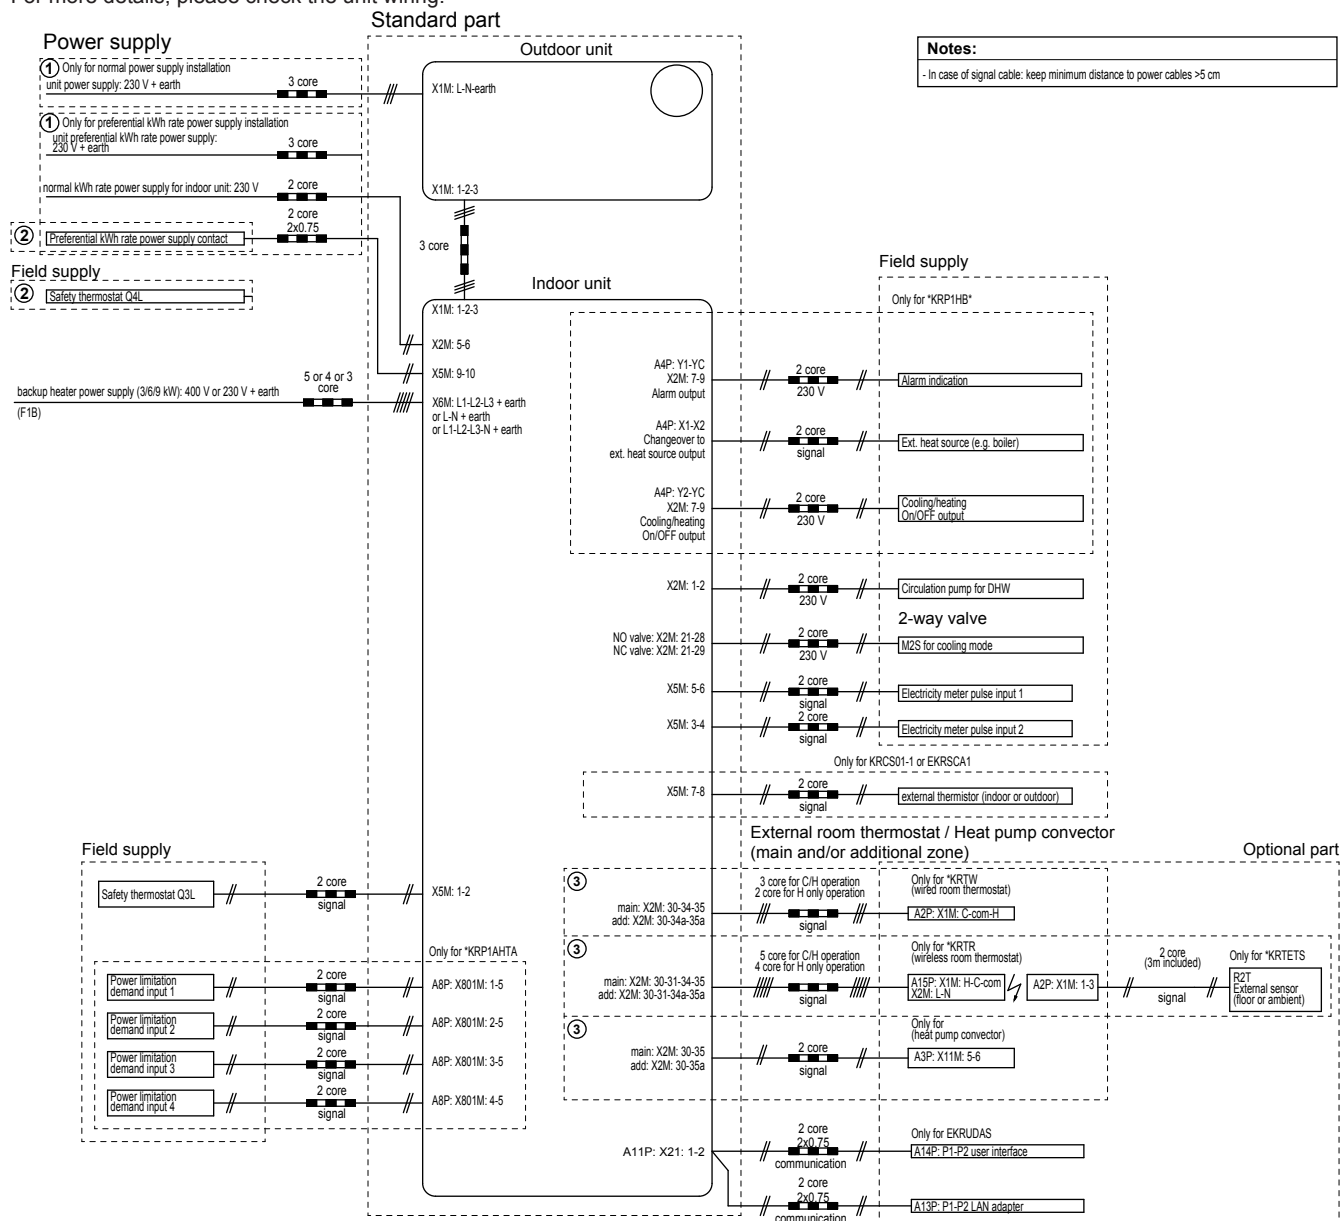 For more details, please check the unit wiring.
Standard part
Power supply
Outdoor unit
Notes:
- In case of signal cable: keep minimum distance to power cables >5 cm
1 Only for normal power supply installation
unit power supply: 230 V + earth
3 core
X1M: L-N-earth
1 Only for preferential kWh rate power supply installation
unit preferential kWh rate power supply:
230 V + earth
3 core
normal kWh rate power supply for indoor unit: 230 V
2 core
X1M: 1-2-3
2 core
2x0.75
2 Preferential kWh rate power supply contact
3 core
Field supply
2 Safety thermostat Q4L
Indoor unit
Field supply
Only for *KRP1HB*
X1M: 1-2-3
X2M: 5-6
X5M: 9-10
backup heater power supply (3/6/9 kW): 400 V or 230 V + earth
(F1B)
5 or 4 or 3
core
X6M: L1-L2-L3 + earth
or L-N + earth
or L1-L2-L3-N + earth
A4P: Y1-YC
X2M: 7-9
Alarm output
2 core
230 V
Alarm indication
A4P: X1-X2
Changeover to
ext. heat source output
2 core
signal
Ext. heat source (e.g. boiler)
A4P: Y2-YC
X2M: 7-9
Cooling/heating
On/OFF output
2 core
230 V
Cooling/heating
On/OFF output
X2M: 1-2
2 core
230 V
Circulation pump for DHW
2-way valve
NO valve: X2M: 21-28
NC valve: X2M: 21-29
2 core
230 V
M2S for cooling mode
X5M: 5-6
2 core
signal
Electricity meter pulse input 1
X5M: 3-4
2 core
signal
Electricity meter pulse input 2
Only for KRCS01-1 or EKRSCA1
X5M: 7-8
2 core
signal
external thermistor (indoor or outdoor)
External room thermostat / Heat pump convector
(main and/or additional zone)
Optional part
Field supply
Safety thermostat Q3L
2 core
signal
X5M: 1-2
3
main: X2M: 30-34-35
add: X2M: 30-34a-35a
3 core for C/H operation
2 core for H only operation
signal
Only for *KRTW
(wired room thermostat)
A2P: X1M: C-com-H
3
main: X2M: 30-31-34-35
add: X2M: 30-31-34a-35a
5 core for C/H operation
4 core for H only operation
signal
Only for *KRTR
(wireless room thermostat)
A15P: X1M: H-C-com
X2M: L-N
A2P: X1M: 1-3
2 core
(3m included)
signal
Only for *KRTETS
R2T
External sensor
(floor or ambient)
3
main: X2M: 30-35
add: X2M: 30-35a
2 core
signal
Only for
(heat pump convector)
A3P: X11M: 5-6
Only for *KRP1AHTA
Power limitation
demand input 1
2 core
signal
A8P: X801M: 1-5
Power limitation
demand input 2
2 core
signal
A8P: X801M: 2-5
Power limitation
demand input 3
2 core
signal
A8P: X801M: 3-5
Power limitation
demand input 4
2 core
signal
A8P: X801M: 4-5
A11P: X21: 1-2
2 core
2x0.75
communication
Only for EKRUDAS
A14P: P1-P2 user interface
2 core
2x0.75
communication
A13P: P1-P2 LAN adapter